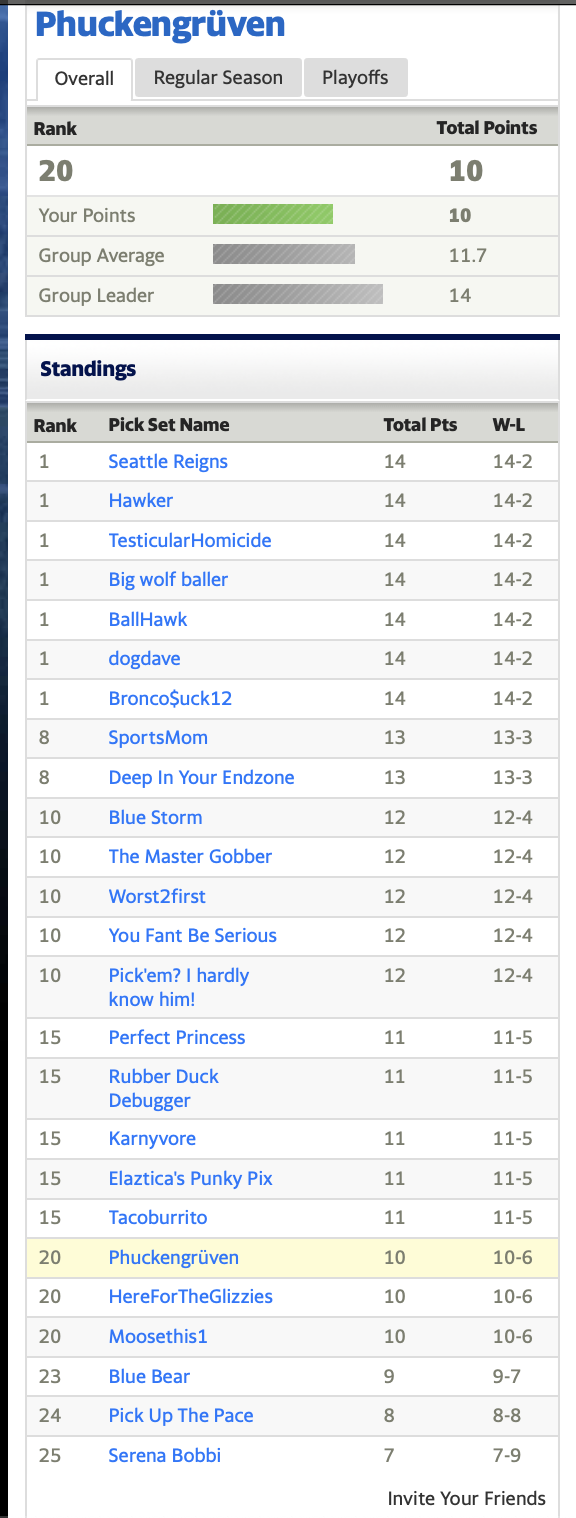 Phuckengrüven
Overall Regular Season Playoffs
Rank Total Points
20 10
Your Points 10
Group Average 11.7
Group Leader 14
Standings
Rank Pick Set Name Total Pts W-L
1 Seattle Reigns 14 14-2
1 Hawker 14 14-2
1 TesticularHomicide 14 14-2
1 Big wolf baller 14 14-2
1 BallHawk 14 14-2
1 dogdave 14 14-2
1 Bronco$uck12 14 14-2
8 SportsMom 13 13-3
8 Deep In Your Endzone 13 13-3
10 Blue Storm 12 12-4
10 The Master Gobber 12 12-4
10 Worst2first 12 12-4
10 You Fant Be Serious 12 12-4
10 Pick'em? I hardly 12 12-4
know him!
15 Perfect Princess 11 11-5
15 Rubber Duck 11 11-5
Debugger
15 Karnyvore 11 11-5
15 Elaztica's Punky Pix 11 11-5
15 Tacoburrito 11 11-5
20 Phuckengrüven 10 10-6
20 HereForTheGlizzies 10 10-6
20 Moosethis1 10 10-6
23 Blue Bear 9 9-7
24 Pick Up The Pace 8 8-8
25 Serena Bobbi 7 7-9
Invite Your Friends